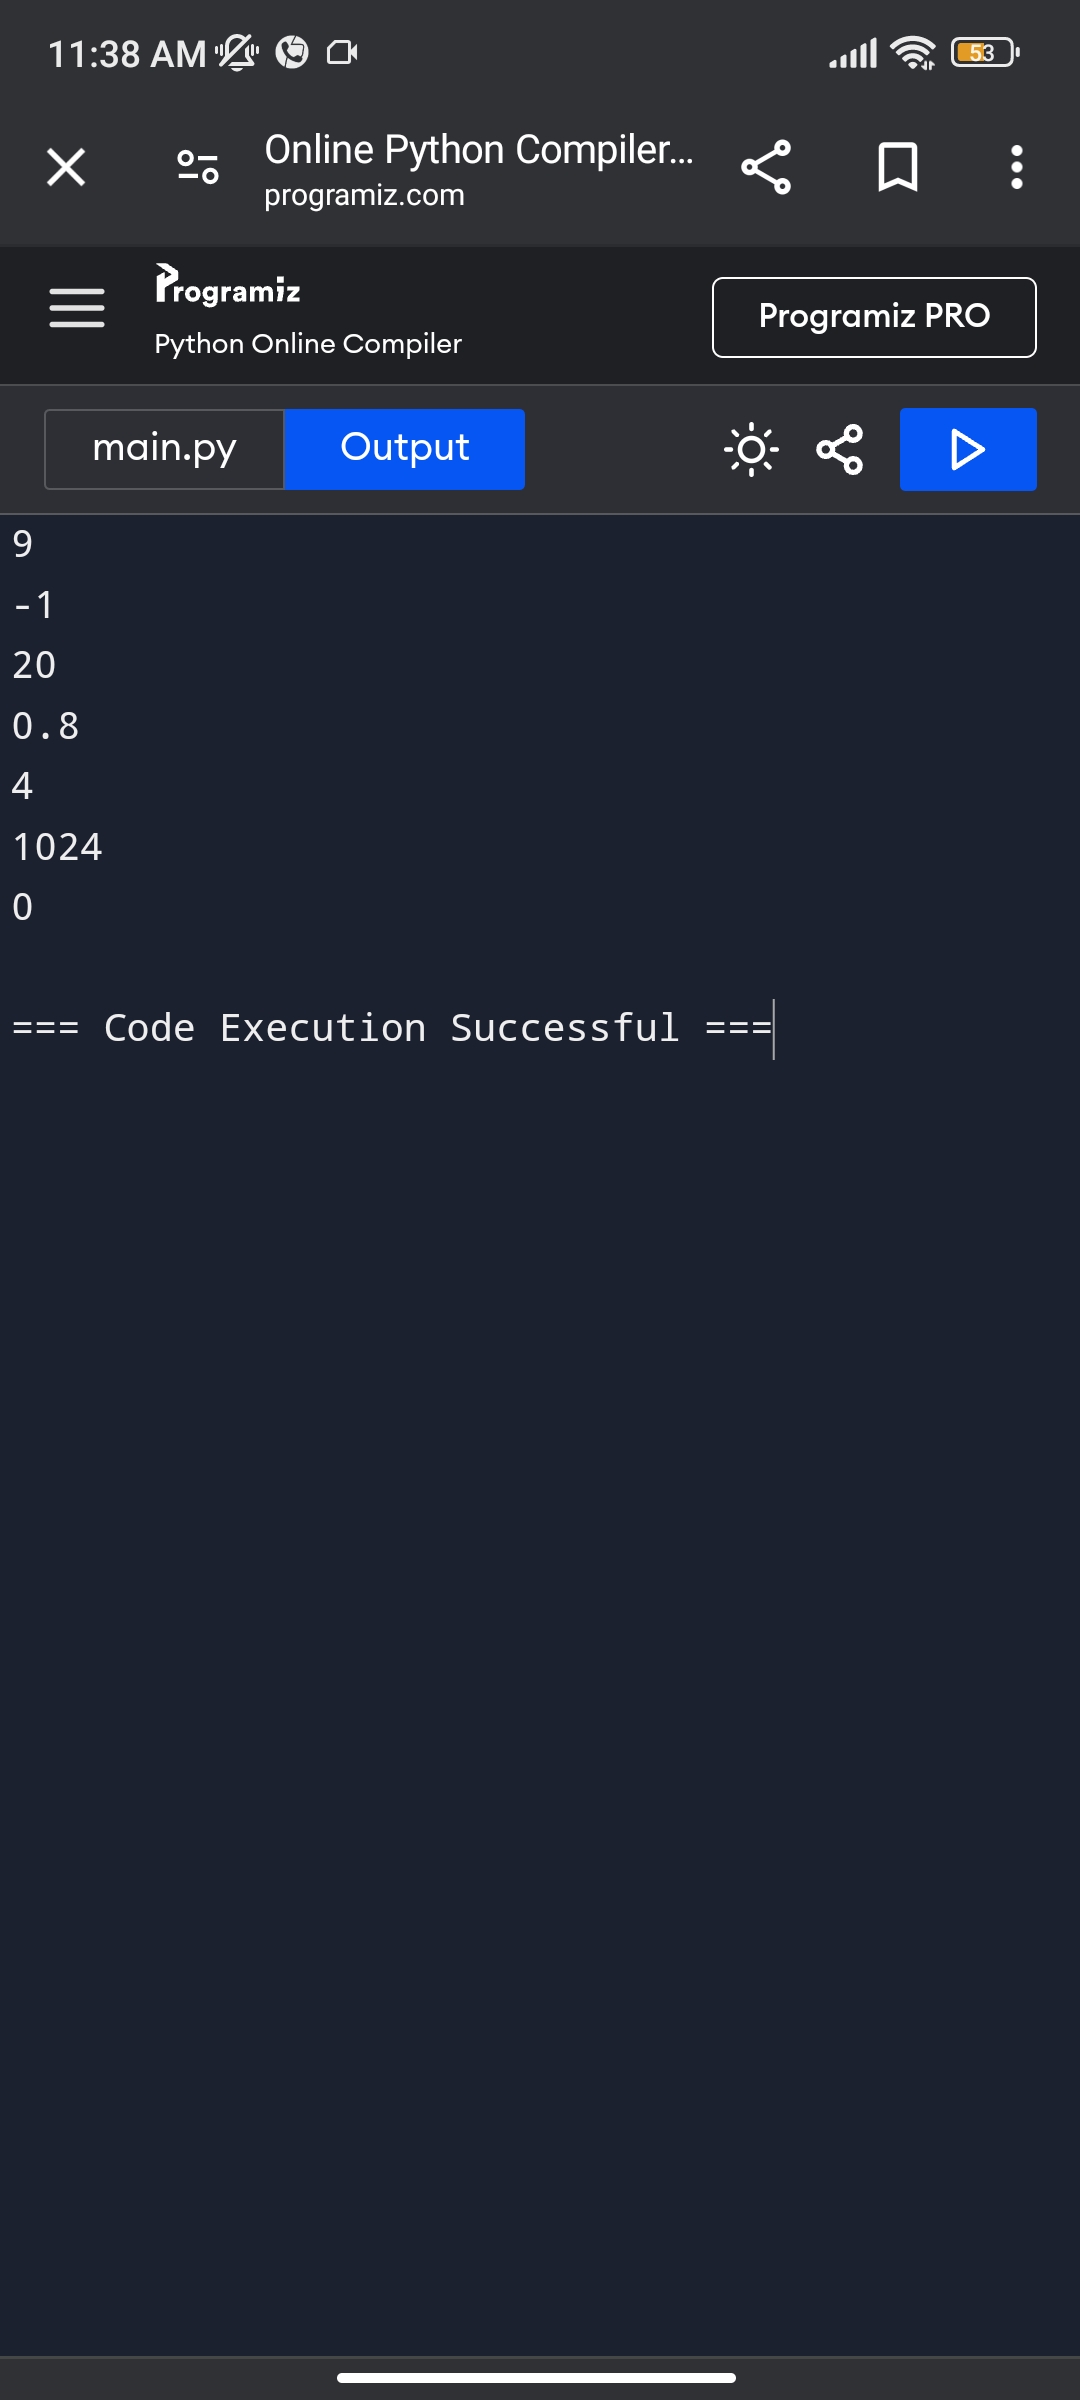 11:38 AM 53
Online Python Compiler...
programiz.com
Programiz
Python Online Compiler
Programiz PRO
main.py Output
9
-1
20
0.8
4
1024
0
=== Code Execution Successful ===